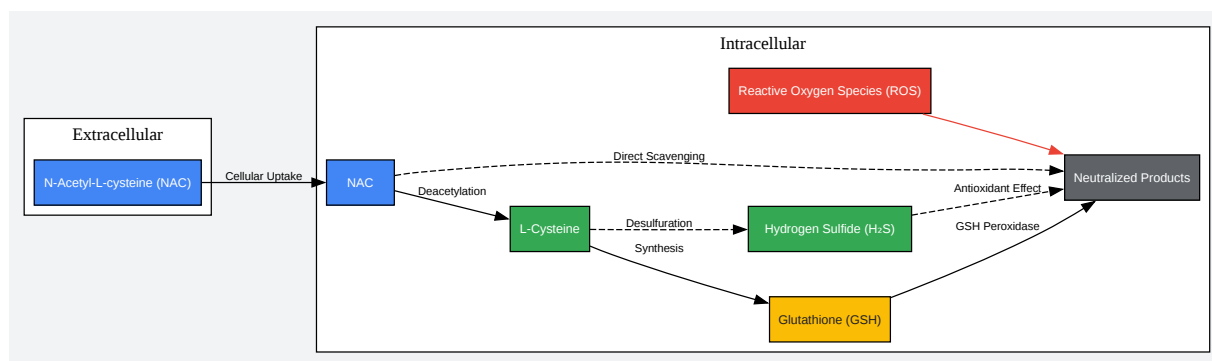 Intracellular
Reactive Oxygen Species (ROS)
Extracellular
N-Acetyl-L-cysteine (NAC)
Cellular Uptake
NAC
Direct Scavenging
Neutralized Products
Deacetylation
Antioxidant Effect
L-Cysteine
Desulfuration
Hydrogen Sulfide (H₂S)
GSH Peroxidase
Synthesis
Glutathione (GSH)